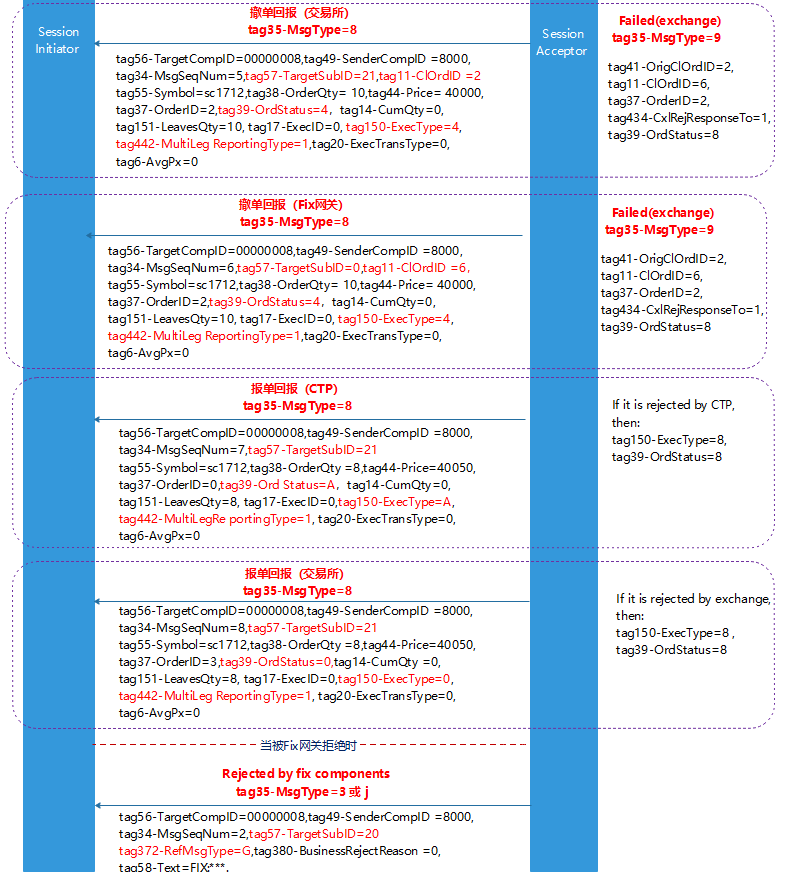 Session
Initiator
Session
Acceptor
撤单回报（交易所）
tag35-MsgType=8
tag56-TargetCompID=00000008,tag49-SenderCompID =8000,
tag34-MsgSeqNum=5,tag57-TargetSubID=21,tag11-ClOrdID =2
tag55-Symbol=sc1712,tag38-OrderQty= 10,tag44-Price= 40000,
tag37-OrderID=2,tag39-OrdStatus=4，tag14-CumQty=0,
tag151-LeavesQty=10, tag17-ExecID=0, tag150-ExecType=4,
tag442-MultiLeg ReportingType=1,tag20-ExecTransType=0,
tag6-AvgPx=0
Failed(exchange)
tag35-MsgType=9
tag41-OrigClOrdID=2,
tag11-ClOrdID=6,
tag37-OrderID=2,
tag434-CxlRejResponseTo=1,
tag39-OrdStatus=8
撤单回报（Fix网关）
tag35-MsgType=8
tag56-TargetCompID=00000008,tag49-SenderCompID =8000,
tag34-MsgSeqNum=6,tag57-TargetSubID=0,tag11-ClOrdID =6,
tag55-Symbol=sc1712,tag38-OrderQty= 10,tag44-Price= 40000,
tag37-OrderID=2,tag39-OrdStatus=4，tag14-CumQty=0,
tag151-LeavesQty=10, tag17-ExecID=0, tag150-ExecType=4,
tag442-MultiLeg ReportingType=1,tag20-ExecTransType=0,
tag6-AvgPx=0
Failed(exchange)
tag35-MsgType=9
tag41-OrigClOrdID=2,
tag11-ClOrdID=6,
tag37-OrderID=2,
tag434-CxlRejResponseTo=1,
tag39-OrdStatus=8
报单回报（CTP）
tag35-MsgType=8
tag56-TargetCompID=00000008,tag49-SenderCompID =8000,
tag34-MsgSeqNum=7,tag57-TargetSubID=21
tag55-Symbol=sc1712,tag38-OrderQty =8,tag44-Price=40050,
tag37-OrderID=0,tag39-Ord Status=A，tag14-CumQty=0,
tag151-LeavesQty=8, tag17-ExecID=0,tag150-ExecType=A,
tag442-MultiLegRe portingType=1, tag20-ExecTransType=0,
tag6-AvgPx=0
If it is rejected by CTP,
then:
tag150-ExecType=8,
tag39-OrdStatus=8
报单回报（交易所）
tag35-MsgType=8
tag56-TargetCompID=00000008,tag49-SenderCompID =8000,
tag34-MsgSeqNum=8,tag57-TargetSubID=21
tag55-Symbol=sc1712,tag38-OrderQty =8,tag44-Price=40050,
tag37-OrderID=3,tag39-OrdStatus=0,tag14-CumQty =0,
tag151-LeavesQty=8, tag17-ExecID=0,tag150-ExecType=0,
tag442-MultiLeg ReportingType=1, tag20-ExecTransType=0,
tag6-AvgPx=0
If it is rejected by exchange,
then:
tag150-ExecType=8 ,
tag39-OrdStatus=8
当被Fix网关拒绝时
Rejected by fix components
tag35-MsgType=3 或 j
tag56-TargetCompID=00000008,tag49-SenderCompID =8000,
tag34-MsgSeqNum=2,tag57-TargetSubID=20
tag372-RefMsgType=G,tag380-BusinessRejectReason =0,
tag58-Text=FIX:***,